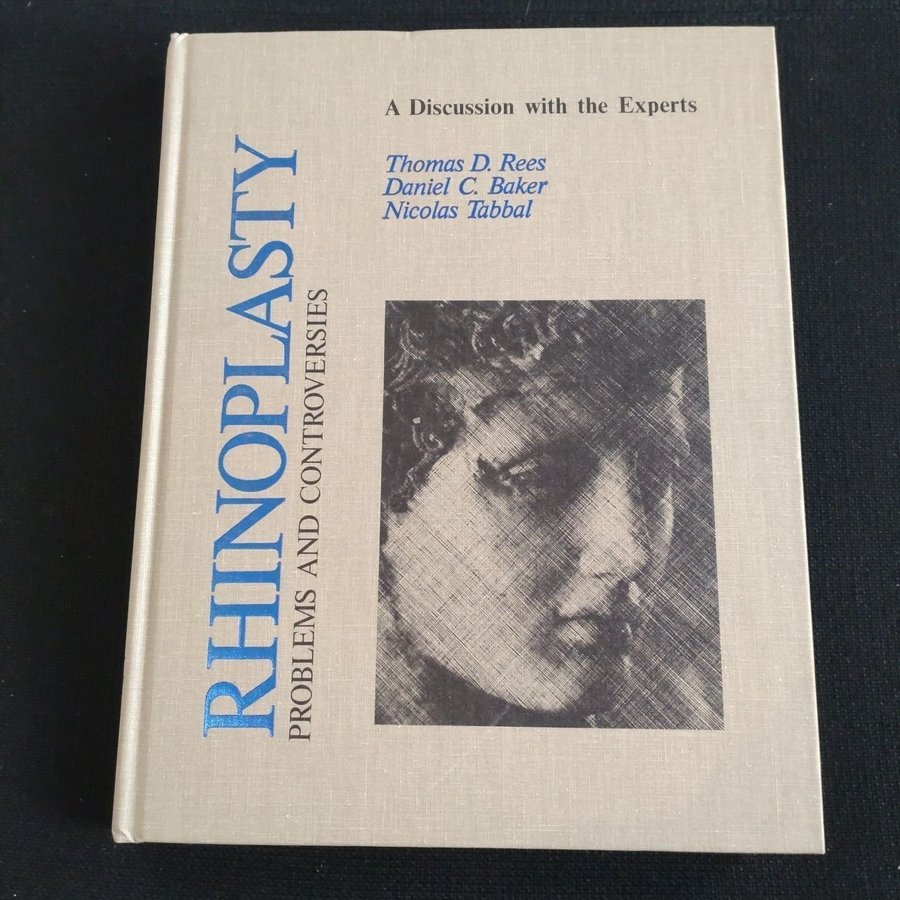 RHINOPLASTY
PROBLEMS AND CONTROVERSIES
A Discussion with the Experts
Thomas D. Rees
Daniel C. Baker
Nicolas Tabbal